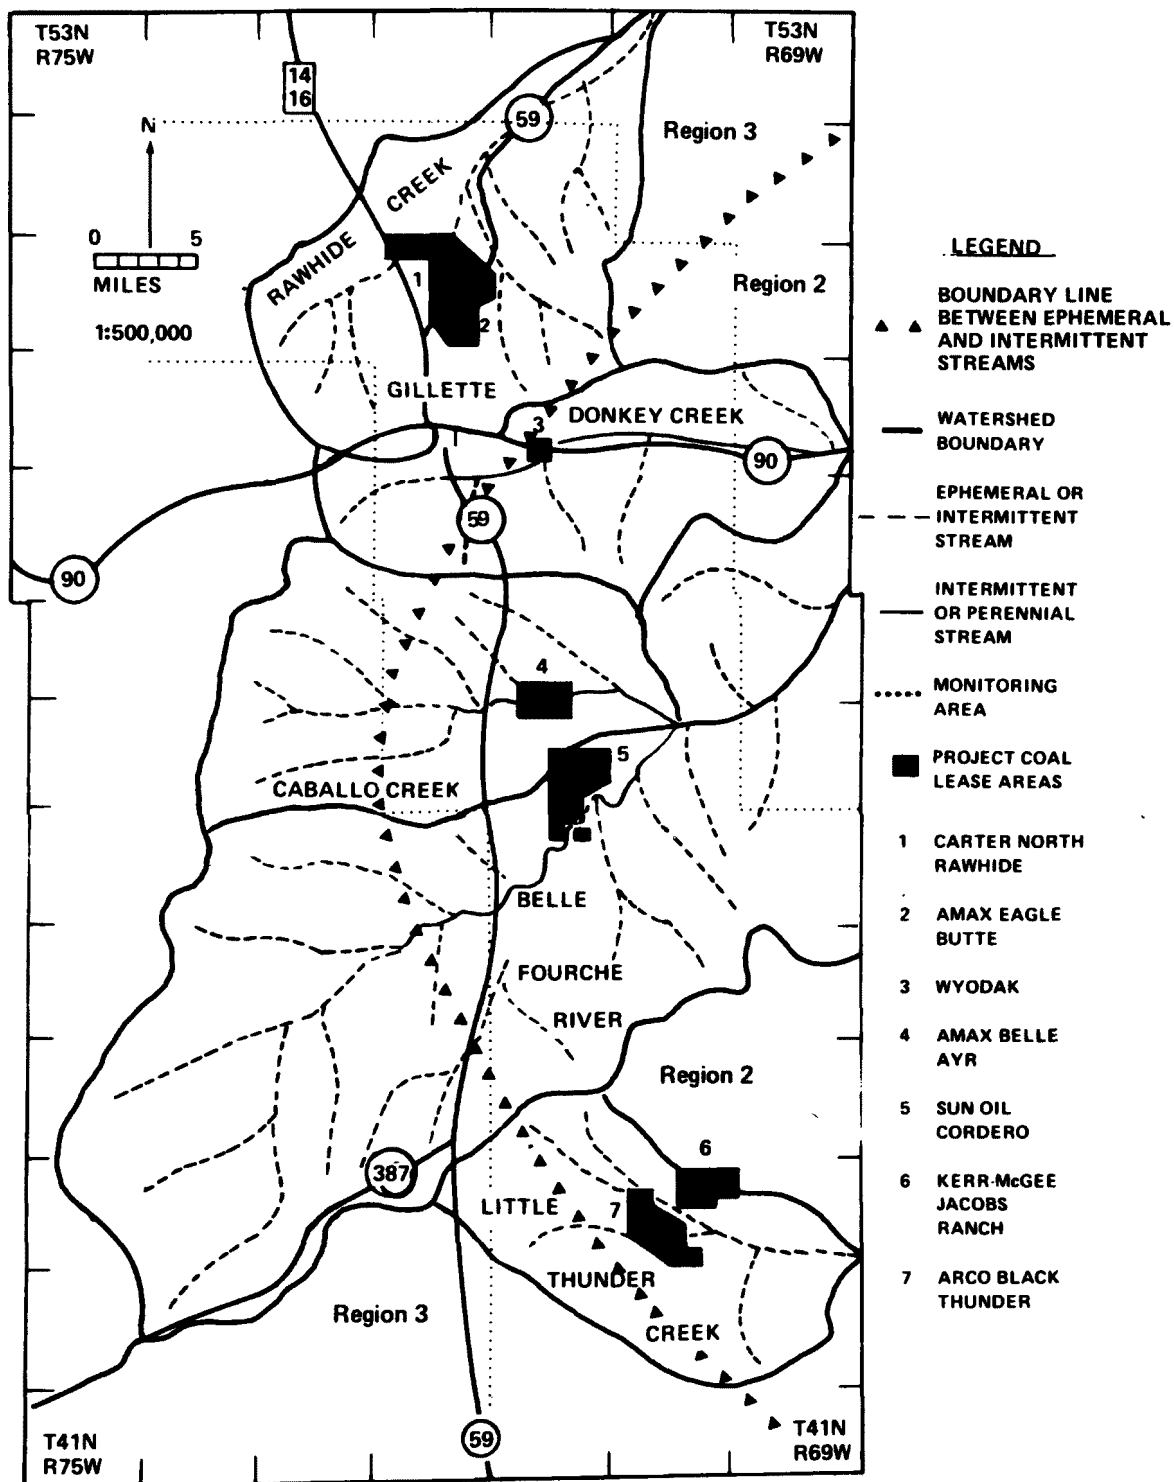 T53N
R75W
T53N
R69W
14
16
59
Region 3
N
RAWHIDE CREEK
0 5
MILES
1:500,000
1
2
Region 2
GILLETTE
3
DONKEY CREEK
90
59
90
4
5
CABALLO CREEK
BELLE
FOURCHE
RIVER
Region 2
387
6
LITTLE
7
THUNDER
Region 3
CREEK
T41N
R75W
59
T41N
R69W
LEGEND
BOUNDARY LINE
BETWEEN EPHEMERAL
AND INTERMITTENT
STREAMS
WATERSHED
BOUNDARY
EPHEMERAL OR
INTERMITTENT
STREAM
INTERMITTENT
OR PERENNIAL
STREAM
MONITORING
AREA
PROJECT COAL
LEASE AREAS
1 CARTER NORTH
RAWHIDE
2 AMAX EAGLE
BUTTE
3 WYODAK
4 AMAX BELLE
AYR
5 SUN OIL
CORDERO
6 KERR-McGEE
JACOBS
RANCH
7 ARCO BLACK
THUNDER